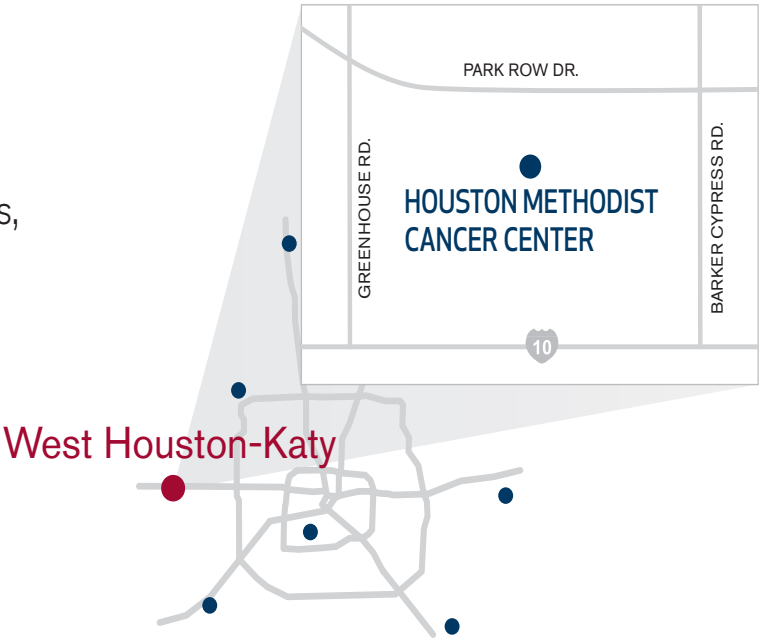 PARK ROW DR.
GREENHOUSE RD.
BARKER CYPRESS RD.
HOUSTON METHODIST
CANCER CENTER
s,
10
West Houston-Katy